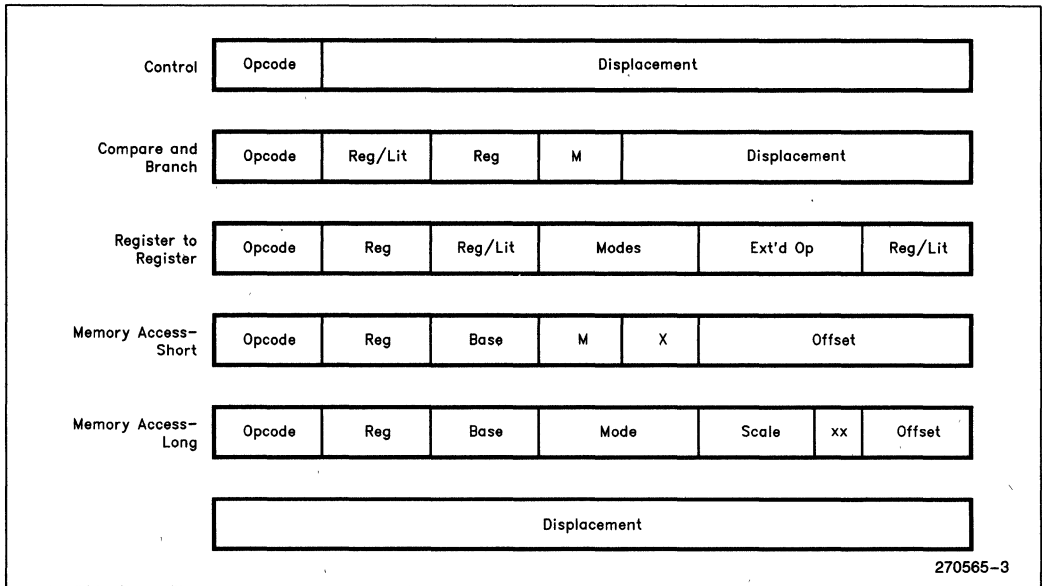 Control Opcode Displacement
Compare and
Branch Opcode Reg/Lit Reg M Displacement
Register to
Register Opcode Reg Reg/Lit Modes Ext'd Op Reg/Lit
Memory Access–
Short Opcode Reg Base M X Offset
Memory Access–
Long Opcode Reg Base Mode Scale xx Offset
Displacement
270565–3